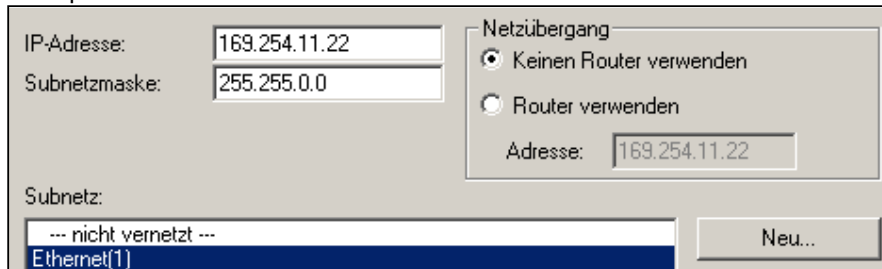 IP-Adresse: 169.254.11.22
Subnetzmaske: 255.255.0.0
Netzübergang
Keinen Router verwenden
Router verwenden
Adresse: 169.254.11.22
Subnetz:
--- nicht vernetzt ---
Neu...
Ethernet(1)